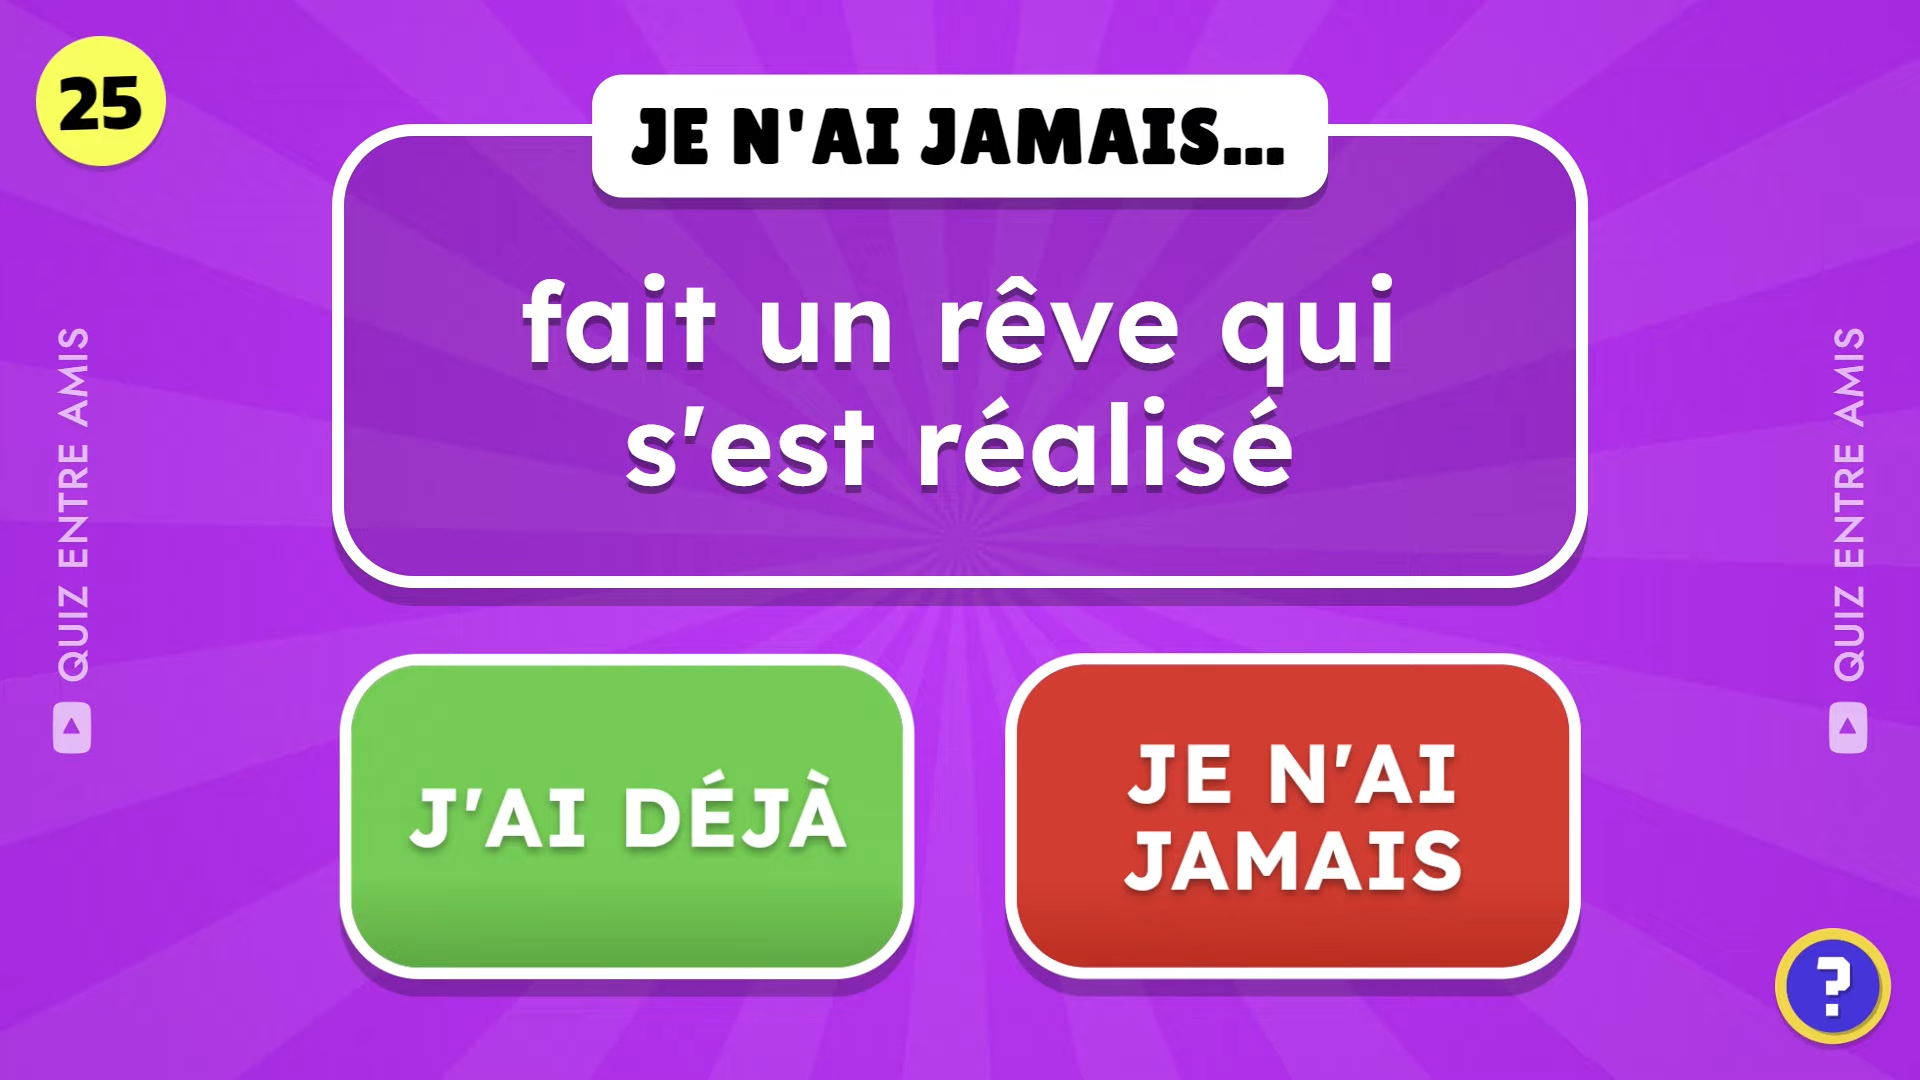 25
JE N'AI JAMAIS...
fait un rêve qui
s'est réalisé
J'AI DÉJÀ
JE N'AI
JAMAIS
QUIZ ENTRE AMIS
QUIZ ENTRE AMIS
?